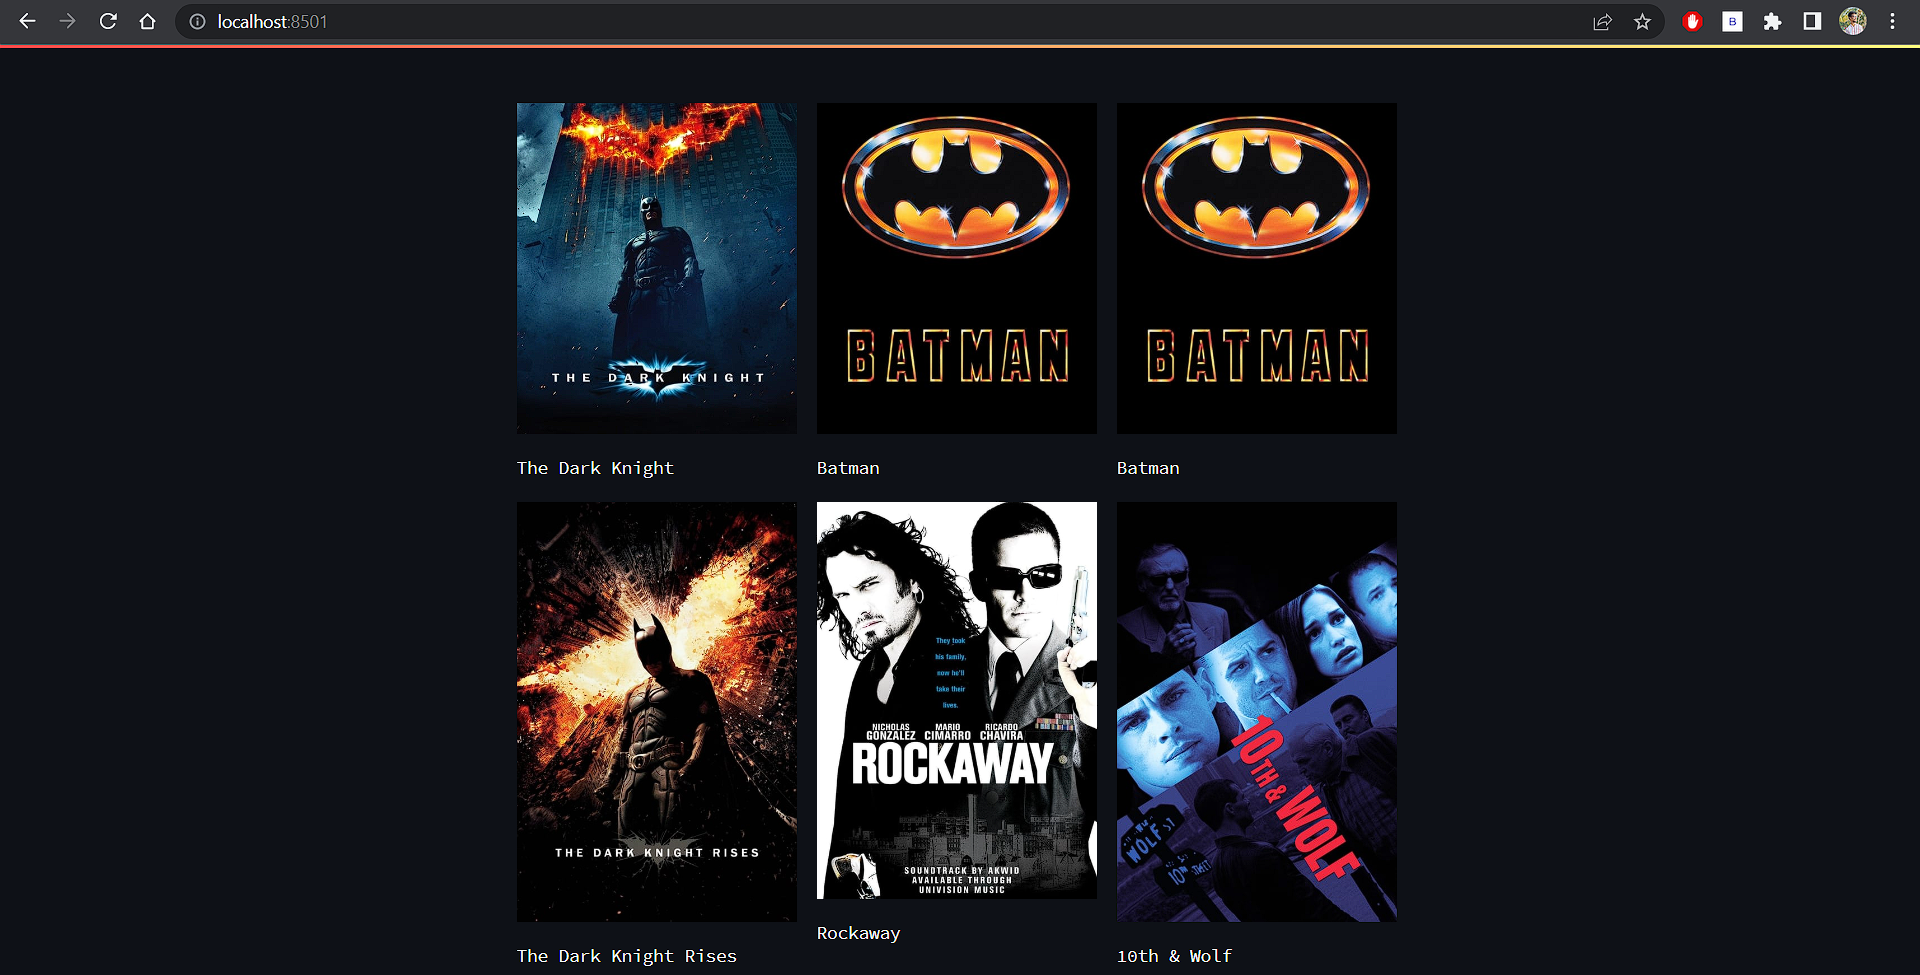 localhost:8501
B
THE DARK KNIGHT
BATMAN
BATMAN
The Dark Knight
Batman
Batman
THE DARK KNIGHT RISES
They took
his family,
now he'll
take their
lives.
NICHOLAS GONZALEZ
MARIO CIMARRO
RICARDO CHAVIRA
ROCKAWAY
SOUNDTRACK BY AKWID
AVAILABLE THROUGH
UNIVISION MUSIC
10TH & WOLF
WOLF ST
10TH STREET
The Dark Knight Rises
Rockaway
10th & Wolf